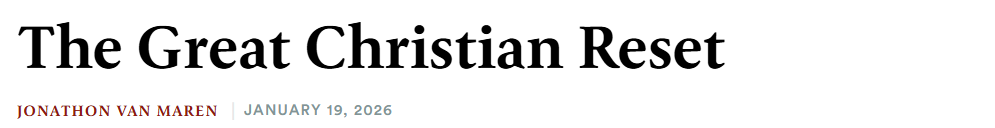 The Great Christian Reset
JONATHON VAN MAREN | JANUARY 19, 2026